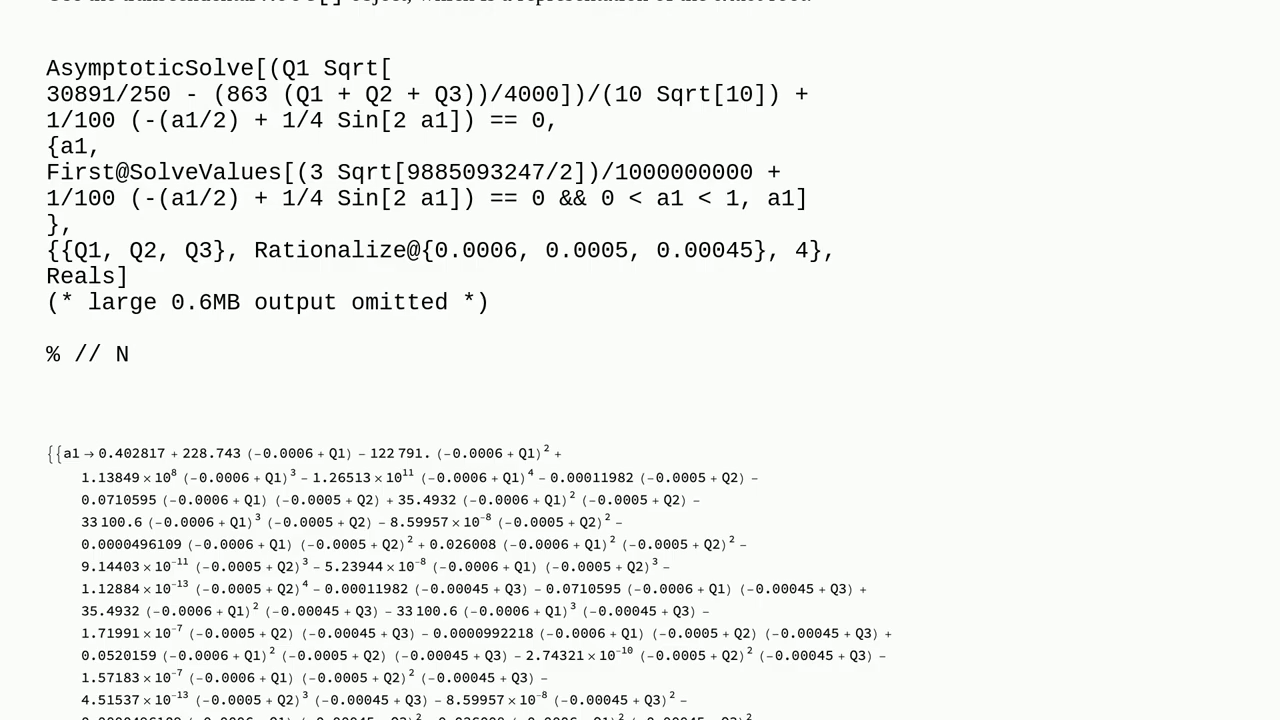 AsymptoticSolve[(Q1 Sqrt[
30891/250 - (863 (Q1 + Q2 + Q3))/4000])/(10 Sqrt[10]) +
1/100 (-(a1/2) + 1/4 Sin[2 a1]) == 0,
{a1,
First@SolveValues[(3 Sqrt[9885093247/2])/1000000000 +
1/100 (-(a1/2) + 1/4 Sin[2 a1]) == 0 && 0 < a1 < 1, a1]
},
{{Q1, Q2, Q3}, Rationalize@{0.0006, 0.0005, 0.00045}, 4},
Reals]
(* large 0.6MB output omitted *)
% // N
{{a1 → 0.402817 + 228.743 (-0.0006 + Q1) - 122 791. (-0.0006 + Q1)² +
1.13849 × 10⁸ (-0.0006 + Q1)³ - 1.26513 × 10¹¹ (-0.0006 + Q1)⁴ - 0.00011982 (-0.0005 + Q2) -
0.0710595 (-0.0006 + Q1) (-0.0005 + Q2) + 35.4932 (-0.0006 + Q1)² (-0.0005 + Q2) -
33 100.6 (-0.0006 + Q1)³ (-0.0005 + Q2) - 8.59957 × 10⁻⁸ (-0.0005 + Q2)² -
0.0000496109 (-0.0006 + Q1) (-0.0005 + Q2)² + 0.026008 (-0.0006 + Q1)² (-0.0005 + Q2)² -
9.14403 × 10⁻¹¹ (-0.0005 + Q2)³ - 5.23944 × 10⁻⁸ (-0.0006 + Q1) (-0.0005 + Q2)³ -
1.12884 × 10⁻¹³ (-0.0005 + Q2)⁴ - 0.00011982 (-0.00045 + Q3) - 0.0710595 (-0.0006 + Q1) (-0.00045 + Q3) +
35.4932 (-0.0006 + Q1)² (-0.00045 + Q3) - 33 100.6 (-0.0006 + Q1)³ (-0.00045 + Q3) -
1.71991 × 10⁻⁷ (-0.0005 + Q2) (-0.00045 + Q3) - 0.0000992218 (-0.0006 + Q1) (-0.0005 + Q2) (-0.00045 + Q3) +
0.0520159 (-0.0006 + Q1)² (-0.0005 + Q2) (-0.00045 + Q3) - 2.74321 × 10⁻¹⁰ (-0.0005 + Q2)² (-0.00045 + Q3) -
1.57183 × 10⁻⁷ (-0.0006 + Q1) (-0.0005 + Q2)² (-0.00045 + Q3) -
4.51537 × 10⁻¹³ (-0.0005 + Q2)³ (-0.00045 + Q3) - 8.59957 × 10⁻⁸ (-0.00045 + Q3)² -